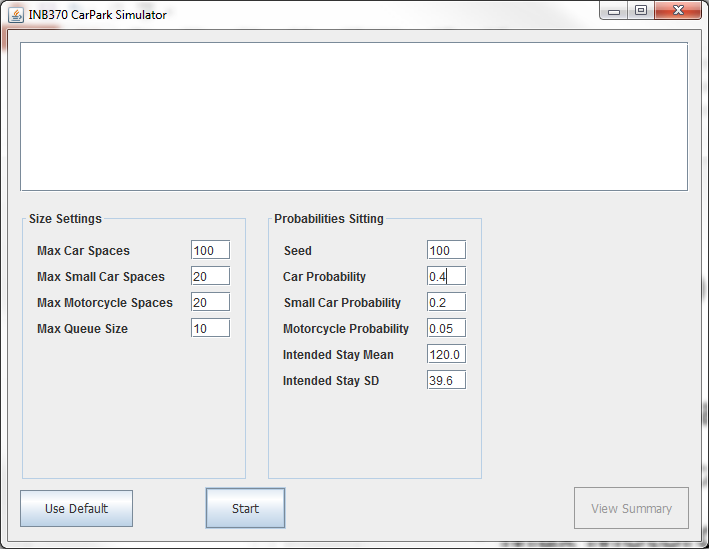 INB370 CarPark Simulator
Size Settings
Max Car Spaces 100
Max Small Car Spaces 20
Max Motorcycle Spaces 20
Max Queue Size 10
Probabilities Sitting
Seed 100
Car Probability 0.4
Small Car Probability 0.2
Motorcycle Probability 0.05
Intended Stay Mean 120.0
Intended Stay SD 39.6
Use Default
Start
View Summary